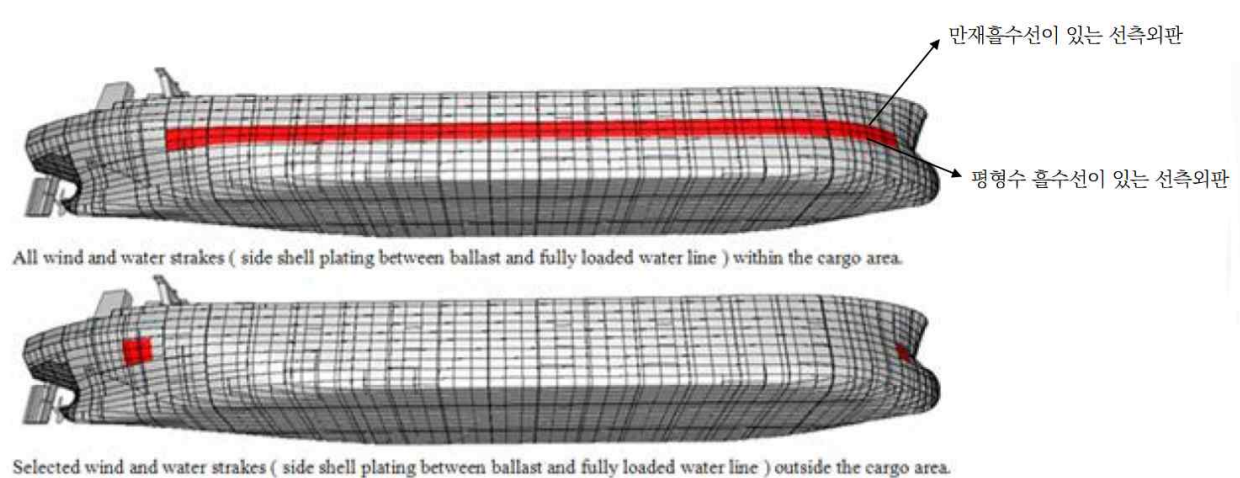 만재흘수선이 있는 선측외판
평형수 흘수선이 있는 선측외판
All wind and water strakes ( side shell plating between ballast and fully loaded water line ) within the cargo area.
Selected wind and water strakes ( side shell plating between ballast and fully loaded water line ) outside the cargo area.